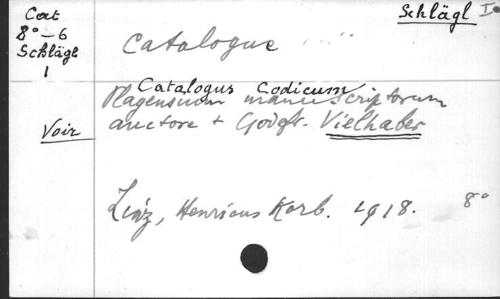 Cat
8°-6
Schlägl
1
Schlägl I°
Catalogue
Catalogus Codicum
Plagensium manuscriptorum
Voir
auctore + Godefr. Vielhaber
Linz, Henricus Korb. 1918. 8°